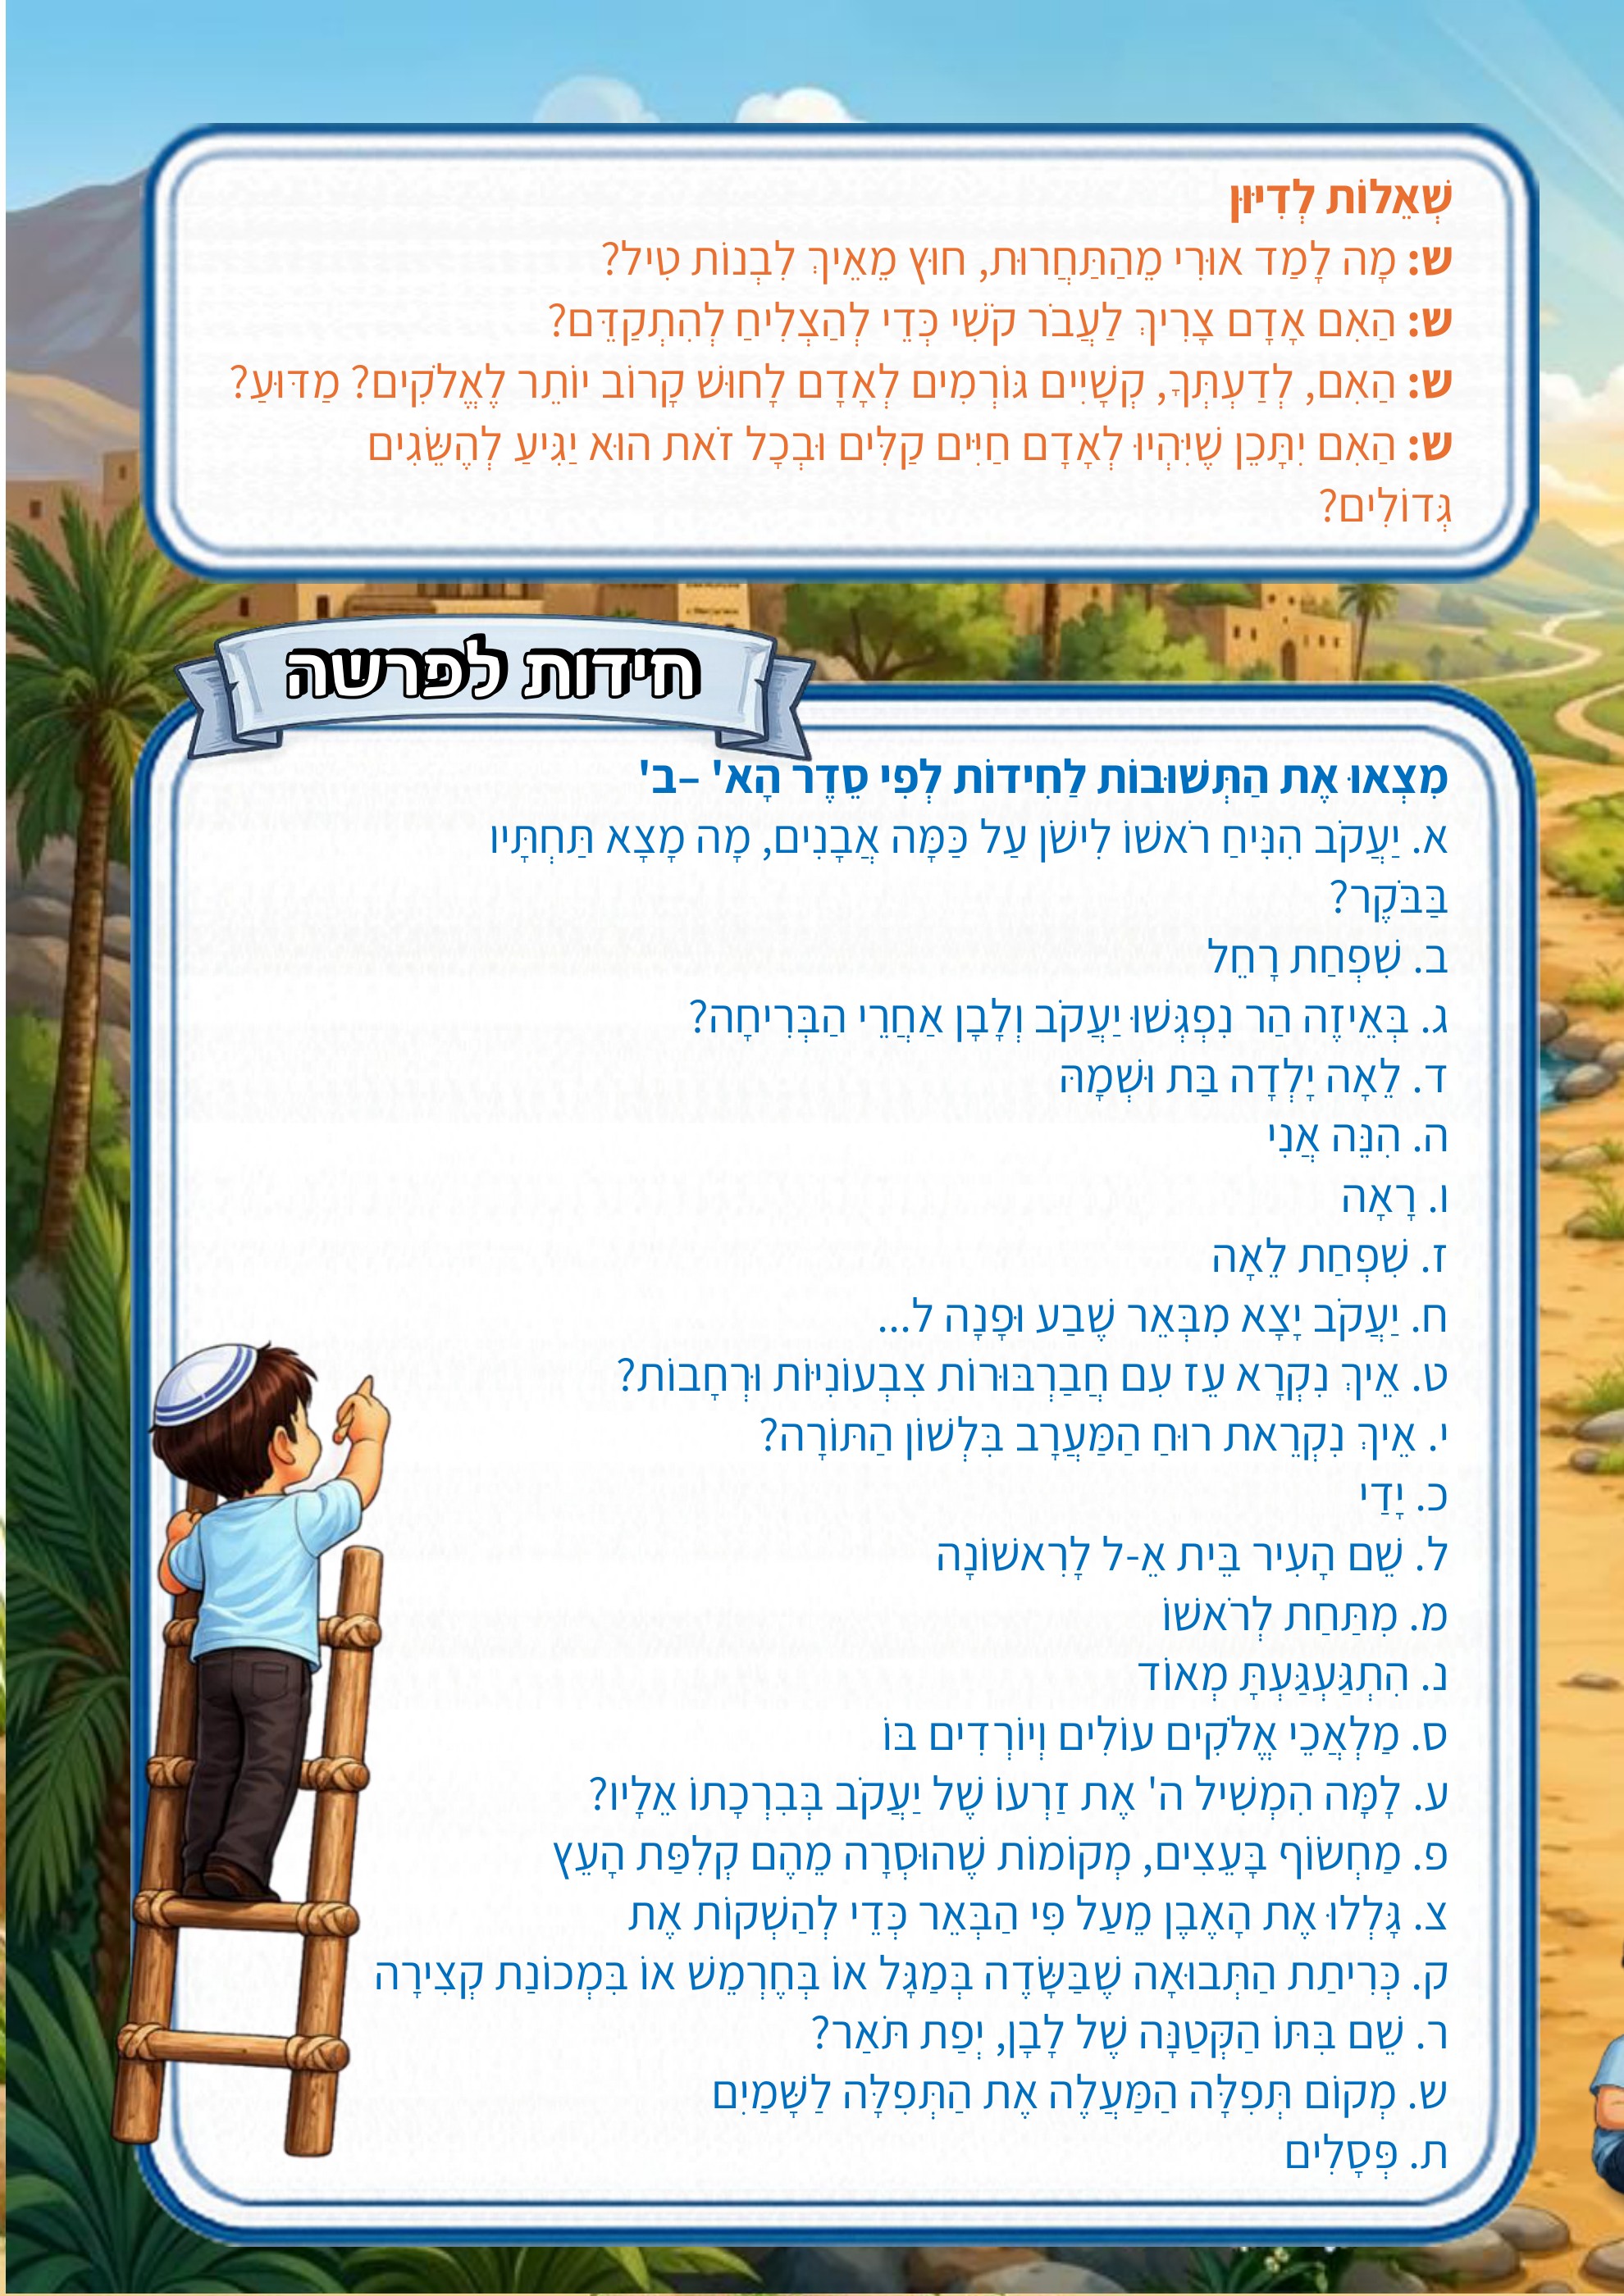 שְׁאֵלוֹת לְדִיּוּן
ש: מָה לָמַד אוּרִי מֵהַתַּחֲרוּת, חוּץ מֵאֵיךְ לִבְנוֹת טִיל?
ש: הַאִם אָדָם צָרִיךְ לַעֲבֹר קֹשִׁי כְּדֵי לְהַצְלִיחַ לְהִתְקַדֵּם?
ש: הַאִם, לְדַעְתְּךָ, קְשָׁיִים גּוֹרְמִים לְאָדָם לָחוּשׁ קָרוֹב יוֹתֵר לֶאֱלֹקִים? מַדּוּעַ?
ש: הַאִם יִתָּכֵן שֶׁיִּהְיוּ לְאָדָם חַיִּים קַלִּים וּבְכָל זֹאת הוּא יַגִּיעַ לְהֶשֵּׂגִים
גְּדוֹלִים?
חידות לפרשה
מִצְאוּ אֶת הַתְּשׁוּבוֹת לַחִידוֹת לְפִי סֵדֶר הָא' –ב'
א. יַעֲקֹב הִנִּיחַ רֹאשׁוֹ לִישֹׁן עַל כַּמָּה אֲבָנִים, מָה מָצָא תַּחְתָּיו
בַּבֹּקֶר?
ב. שִׁפְחַת רָחֵל
ג. בְּאֵיזֶה הַר נִפְגְּשׁוּ יַעֲקֹב וְלָבָן אַחֲרֵי הַבְּרִיחָה?
ד. לֵאָה יָלְדָה בַּת וּשְׁמָהּ
ה. הִנֵּה אֲנִי
ו. רָאָה
ז. שִׁפְחַת לֵאָה
ח. יַעֲקֹב יָצָא מִבְּאֵר שֶׁבַע וּפָנָה ל...
ט. אֵיךְ נִקְרָא עֵז עִם חֲבַרְבּוּרוֹת צִבְעוֹנִיּוֹת וּרְחָבוֹת?
י. אֵיךְ נִקְרֵאת רוּחַ הַמַּעֲרָב בִּלְשׁוֹן הַתּוֹרָה?
כ. יָדַי
ל. שֵׁם הָעִיר בֵּית אֵ-ל לָרִאשׁוֹנָה
מ. מִתַּחַת לְרֹאשׁוֹ
נ. הִתְגַּעְגַּעְתָּ מְאוֹד
ס. מַלְאֲכֵי אֱלֹקִים עוֹלִים וְיוֹרְדִים בּוֹ
ע. לָמָּה הִמְשִׁיל ה' אֶת זַרְעוֹ שֶׁל יַעֲקֹב בְּבִרְכָתוֹ אֵלָיו?
פ. מַחְשׂוֹף בָּעֵצִים, מְקוֹמוֹת שֶׁהוּסְרָה מֵהֶם קְלִפַּת הָעֵץ
צ. גָּלְלוּ אֶת הָאֶבֶן מֵעַל פִּי הַבְּאֵר כְּדֵי לְהַשְׁקוֹת אֶת
ק. כְּרִיתַת הַתְּבוּאָה שֶׁבַּשָּׂדֶה בְּמַגָּל אוֹ בְּחֶרְמֵשׁ אוֹ בִּמְכוֹנַת קְצִירָה
ר. שֵׁם בִּתּוֹ הַקְּטַנָּה שֶׁל לָבָן, יְפַת תֹּאַר?
ש. מְקוֹם תְּפִלָּה הַמַּעֲלֶה אֶת הַתְּפִלָּה לַשָּׁמַיִם
ת. פְּסָלִים